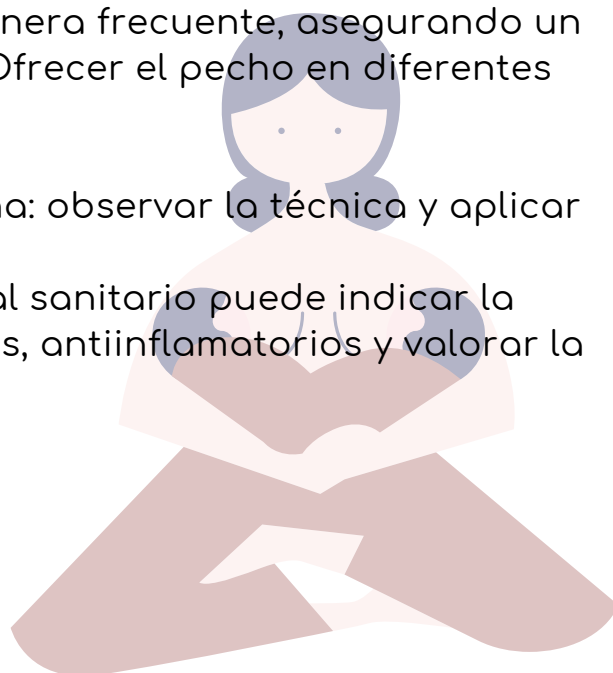 nera frecuente, asegurando un
Ofrecer el pecho en diferentes
na: observar la técnica y aplicar
al sanitario puede indicar la
s, antiinflamatorios y valorar la